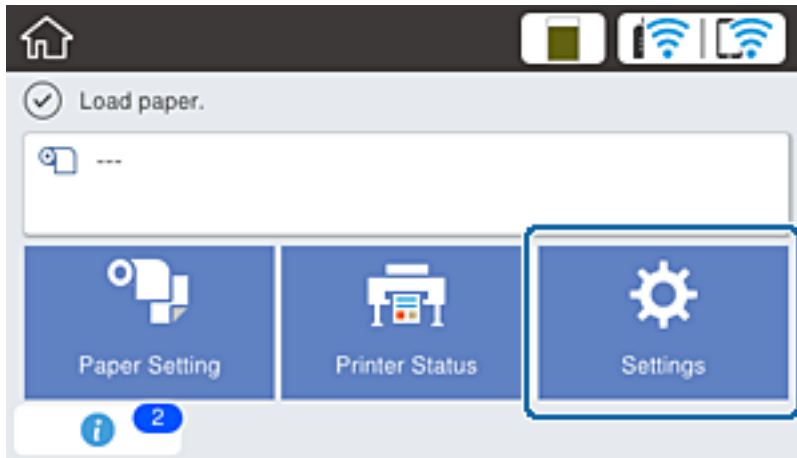 Load paper.
---
Paper Setting
Printer Status
Settings
i
2